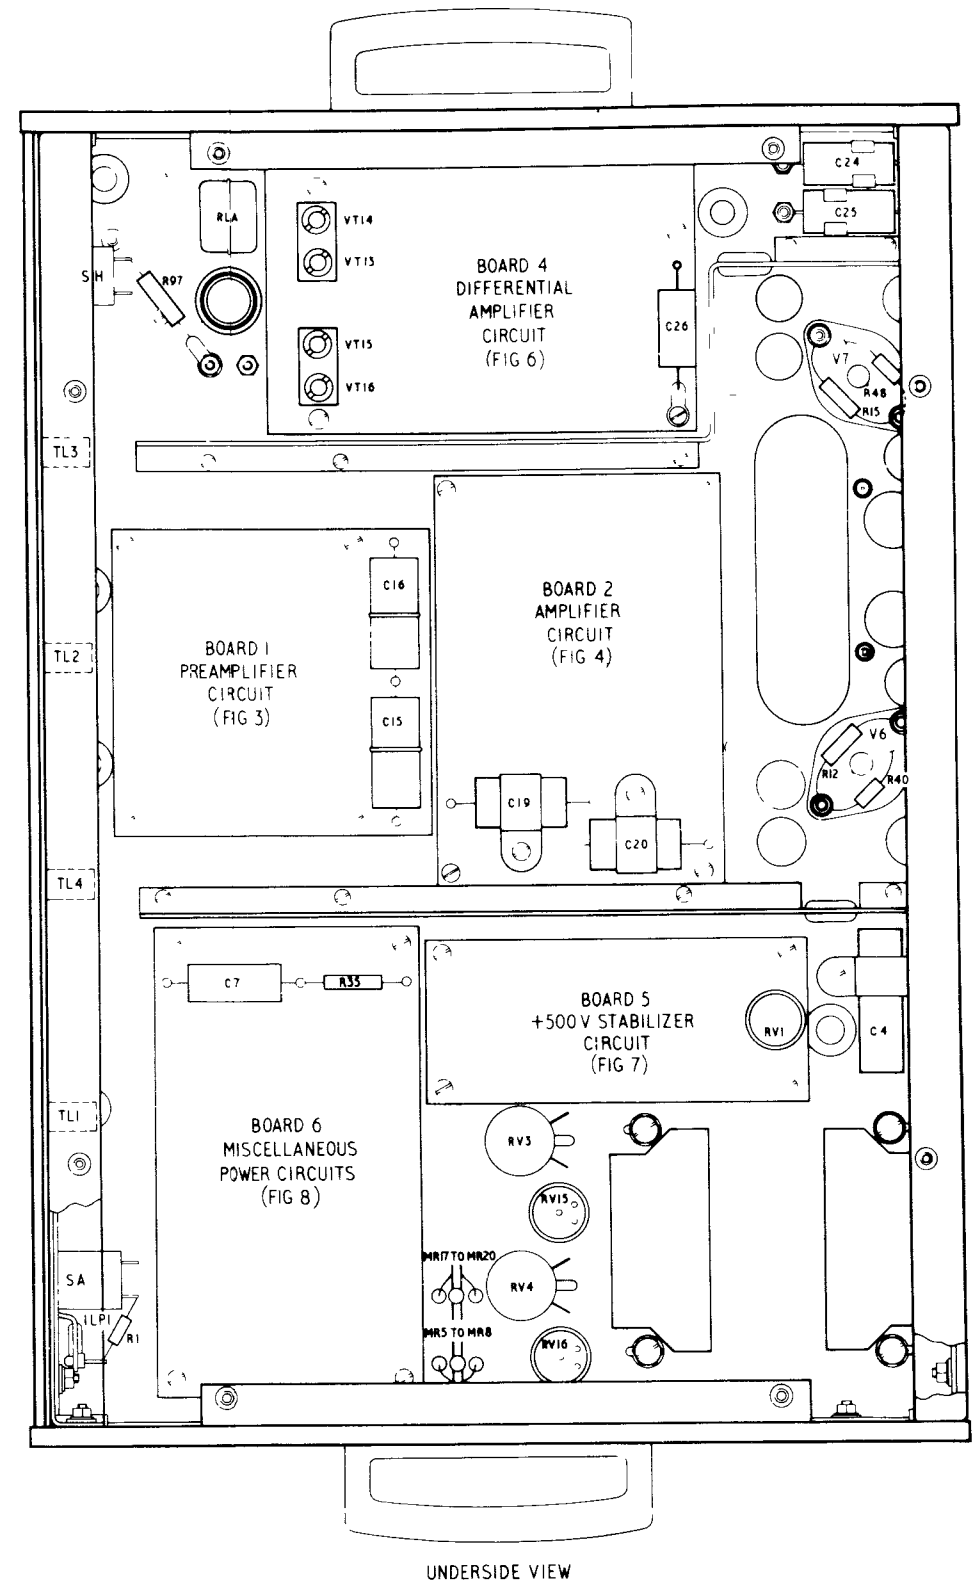 C24
C25
RLA
VT14
VT13
SH
R97
BOARD 4
DIFFERENTIAL
AMPLIFIER
CIRCUIT
(FIG 6)
C26
VT15
VT16
V7
R48
R15
TL3
C16
BOARD 2
AMPLIFIER
CIRCUIT
(FIG 4)
BOARD 1
PREAMPLIFIER
CIRCUIT
(FIG 3)
TL2
C15
V6
R12
R40
C19
C20
TL4
C7
R35
BOARD 5
+500V STABILIZER
CIRCUIT
(FIG 7)
RV1
C4
TL1
BOARD 6
MISCELLANEOUS
POWER CIRCUITS
(FIG 8)
RV3
RV15
MR17 TO MR20
SA
RV4
ILP1
R1
MR5 TO MR8
RV16
UNDERSIDE VIEW